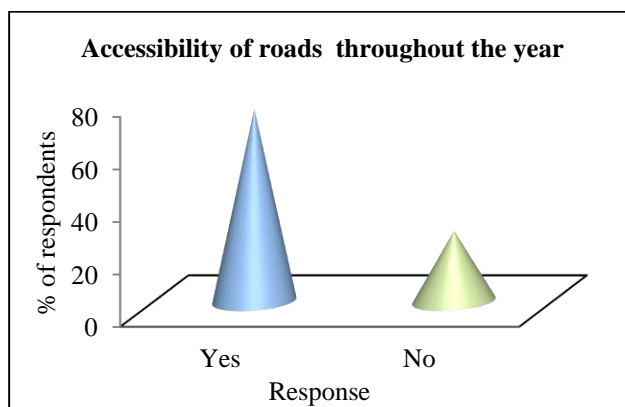 Accessibility of roads throughout the year
% of respondents
80
60
40
20
0
Yes No
Response